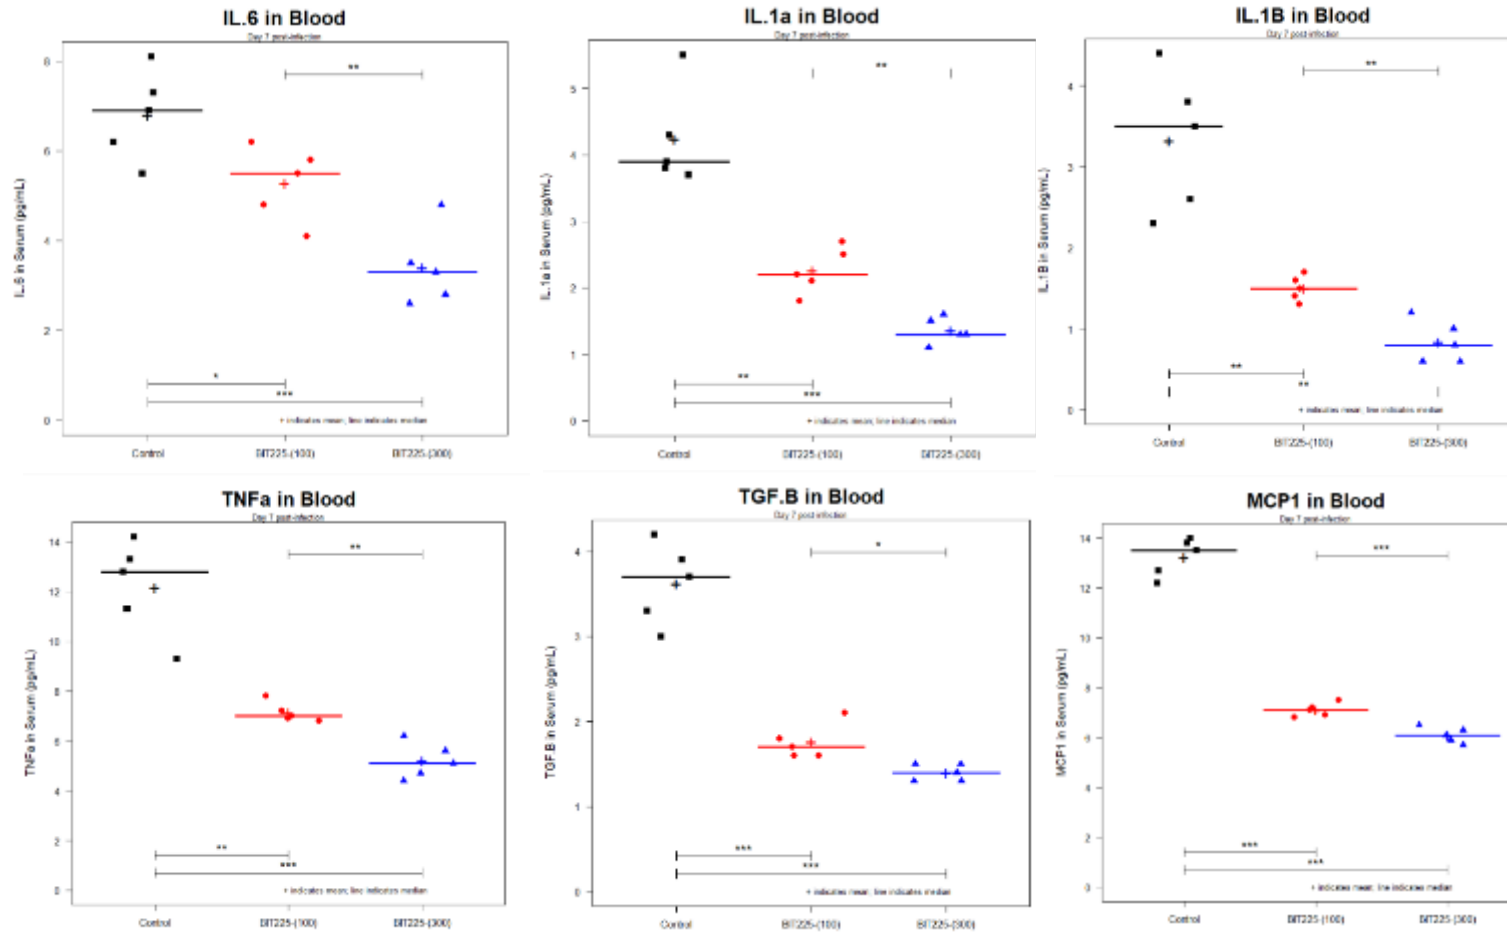 IL.6 in Blood
Day 7 post-infection
IL.6 in Serum (pg/mL)
8
6
4
2
0
**
*
***
+ indicates mean; line indicates median
Control
BIT225-(100)
BIT225-(300)
IL.1a in Blood
Day 7 post-infection
IL.1a in Serum (pg/mL)
5
4
3
2
1
0
**
**
***
+ indicates mean; line indicates median
Control
BIT225-(100)
BIT225-(300)
IL.1B in Blood
Day 7 post-infection
IL.1B in Serum (pg/mL)
4
3
2
1
0
**
**
**
+ indicates mean; line indicates median
Control
BIT225-(100)
BIT225-(300)
TNFa in Blood
Day 7 post-infection
TNFa in Serum (pg/mL)
14
12
10
8
6
4
2
0
**
**
***
+ indicates mean; line indicates median
Control
BIT225-(100)
BIT225-(300)
TGF.B in Blood
Day 7 post-infection
TGF.B in Serum (pg/mL)
4
3
2
1
0
*
***
***
+ indicates mean; line indicates median
Control
BIT225-(100)
BIT225-(300)
MCP1 in Blood
Day 7 post-infection
MCP1 in Serum (pg/mL)
14
12
10
8
6
4
2
0
***
***
***
+ indicates mean; line indicates median
Control
BIT225-(100)
BIT225-(300)